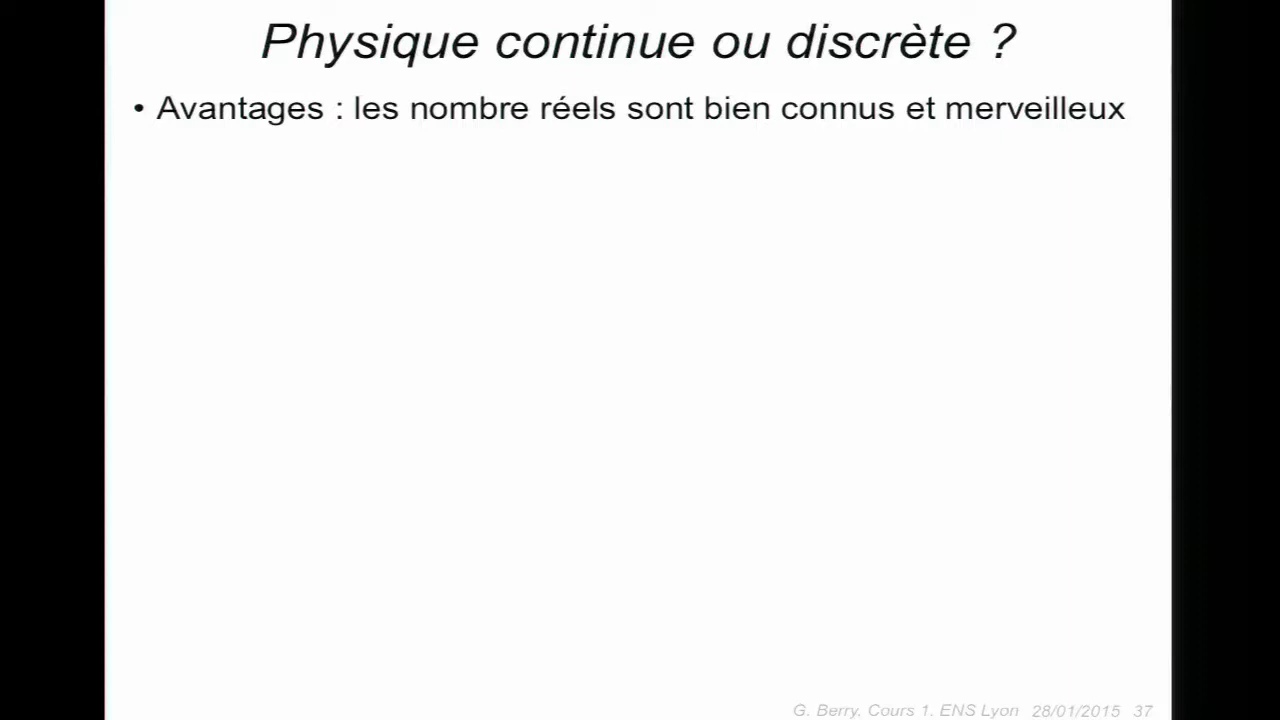 Physique continue ou discrète ?
• Avantages : les nombre réels sont bien connus et merveilleux
G. Berry, Cours 1. ENS Lyon 28/01/2015 37